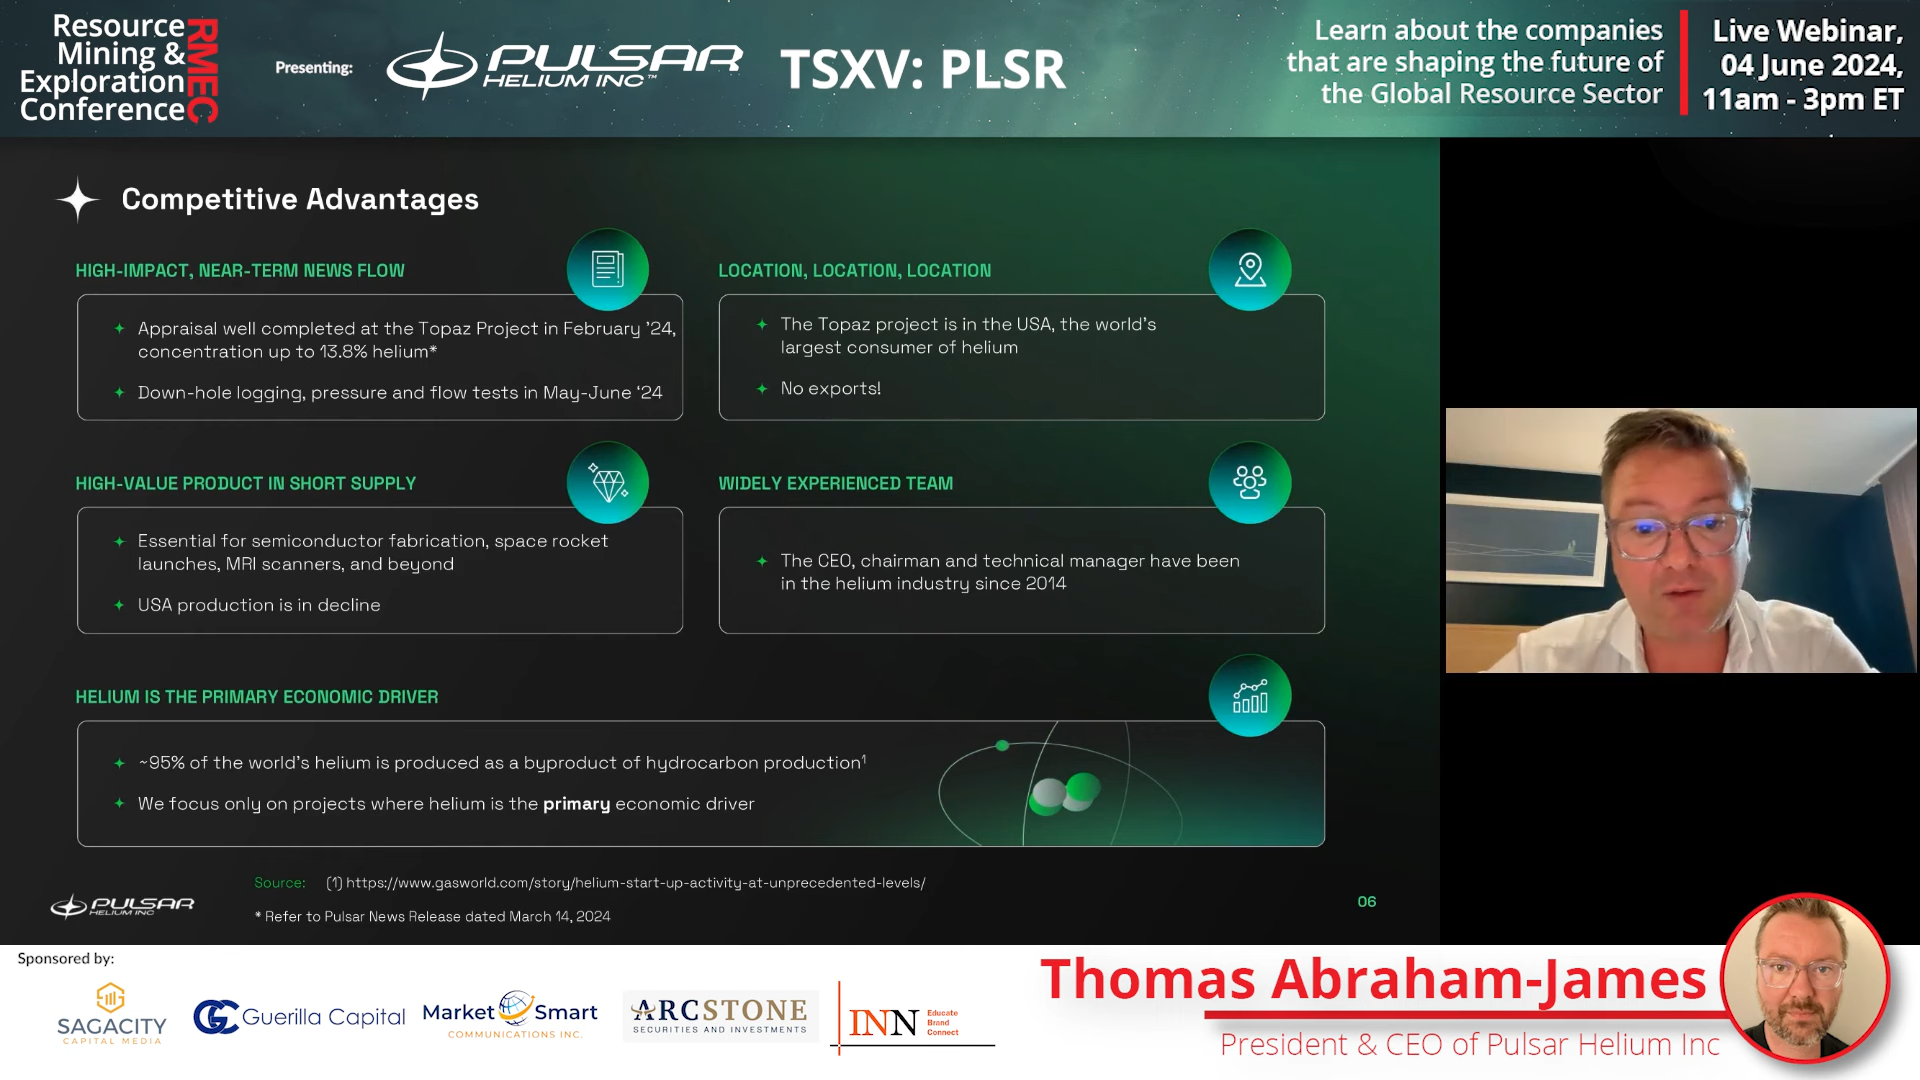 Resource
Mining &
Exploration
Conference
RMEC
Presenting:
PULSAR
HELIUM INC™
TSXV: PLSR
Learn about the companies
that are shaping the future of
the Global Resource Sector
Live Webinar,
04 June 2024,
11am - 3pm ET
Competitive Advantages
HIGH-IMPACT, NEAR-TERM NEWS FLOW
Appraisal well completed at the Topaz Project in February ’24,
concentration up to 13.8% helium*
Down-hole logging, pressure and flow tests in May-June ‘24
LOCATION, LOCATION, LOCATION
The Topaz project is in the USA, the world’s
largest consumer of helium
No exports!
HIGH-VALUE PRODUCT IN SHORT SUPPLY
Essential for semiconductor fabrication, space rocket
launches, MRI scanners, and beyond
USA production is in decline
WIDELY EXPERIENCED TEAM
The CEO, chairman and technical manager have been
in the helium industry since 2014
HELIUM IS THE PRIMARY ECONOMIC DRIVER
~95% of the world’s helium is produced as a byproduct of hydrocarbon production¹
We focus only on projects where helium is the primary economic driver
PULSAR
HELIUM INC
Source: (1) https://www.gasworld.com/story/helium-start-up-activity-at-unprecedented-levels/
* Refer to Pulsar News Release dated March 14, 2024
06
Sponsored by:
SAGACITY
CAPITAL MEDIA
GC Guerilla Capital
Market Smart
COMMUNICATIONS INC.
ARCSTONE
SECURITIES AND INVESTMENTS
INN
Educate
Brand
Connect
Thomas Abraham-James
President & CEO of Pulsar Helium Inc